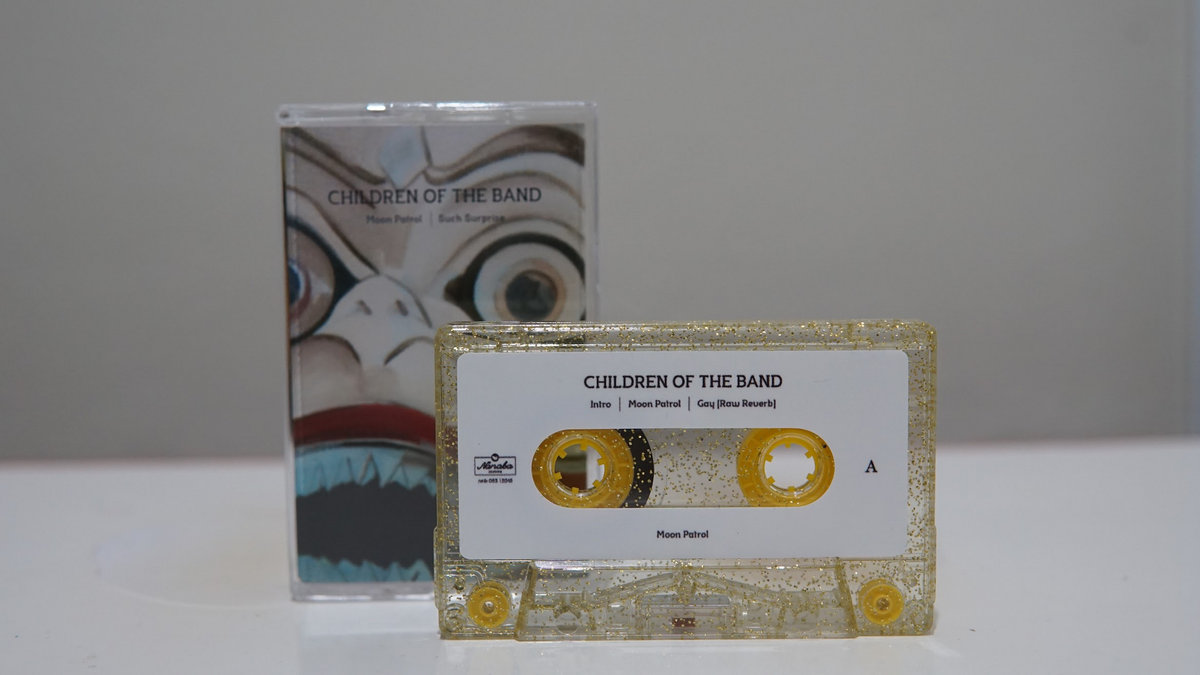 CHILDREN OF THE BAND
Moon Patrol | Such Surprise
CHILDREN OF THE BAND
Intro | Moon Patrol | Gay [Raw Reverb]
Nanaba
A
Moon Patrol